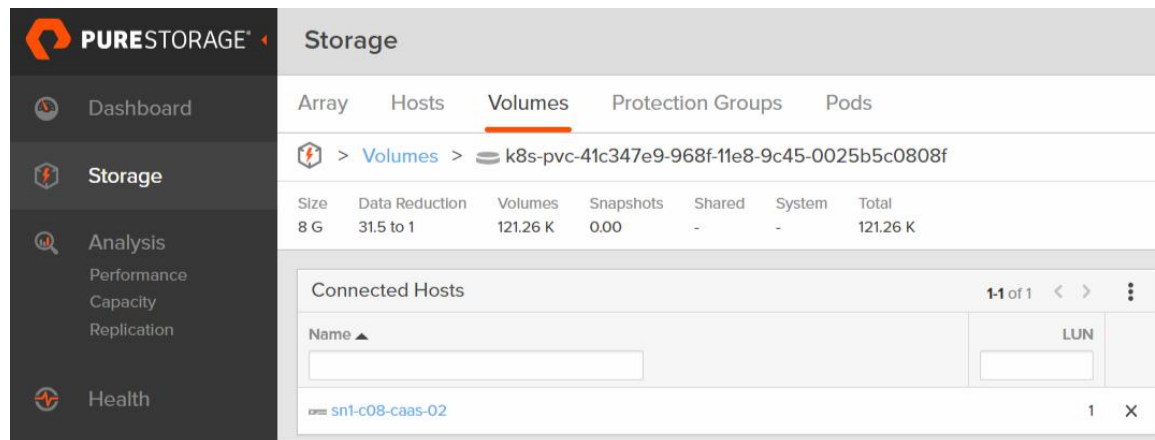 PURESTORAGE®
Storage
Dashboard
Storage
Analysis
Performance
Capacity
Replication
Health
Array Hosts Volumes Protection Groups Pods
> Volumes > k8s-pvc-41c347e9-968f-11e8-9c45-0025b5c0808f
Size Data Reduction Volumes Snapshots Shared System Total
8 G 31.5 to 1 121.26 K 0.00 - - 121.26 K
Connected Hosts 1-1 of 1 < >
Name LUN
sn1-c08-caas-02 1